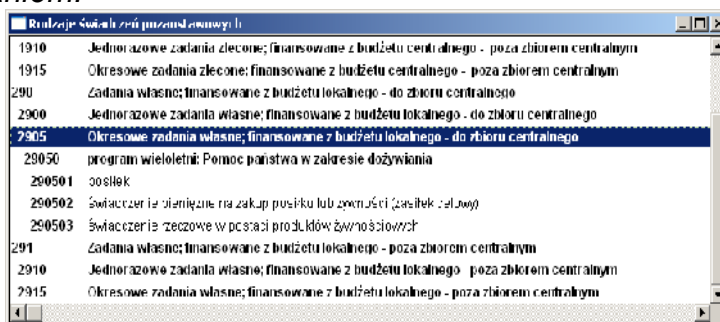 Rodzaje świadczeń pozaustawowych
1910 Jednorazowe zadania zlecone; finansowane z budżetu centralnego - poza zbiorem centralnym
1915 Okresowe zadania zlecone; finansowane z budżetu centralnego - poza zbiorem centralnym
290 Zadania własne; finansowane z budżetu lokalnego - do zbioru centralnego
2900 Jednorazowe zadania własne; finansowane z budżetu lokalnego - do zbioru centralnego
2905 Okresowe zadania własne; finansowane z budżetu lokalnego - do zbioru centralnego
29050 program wieloletni: Pomoc państwa w zakresie dożywiania
290501 posiłek
290502 świadczenie pieniężne na zakup posiłku lub żywności (zasiłek celowy)
290503 świadczenie rzeczowe w postaci produktów żywnościowych
291 Zadania własne; finansowane z budżetu lokalnego - poza zbiorem centralnym
2910 Jednorazowe zadania własne; finansowane z budżetu lokalnego poza zbiorem centralnym
2915 Okresowe zadania własne; finansowane z budżetu lokalnego - poza zbiorem centralnym